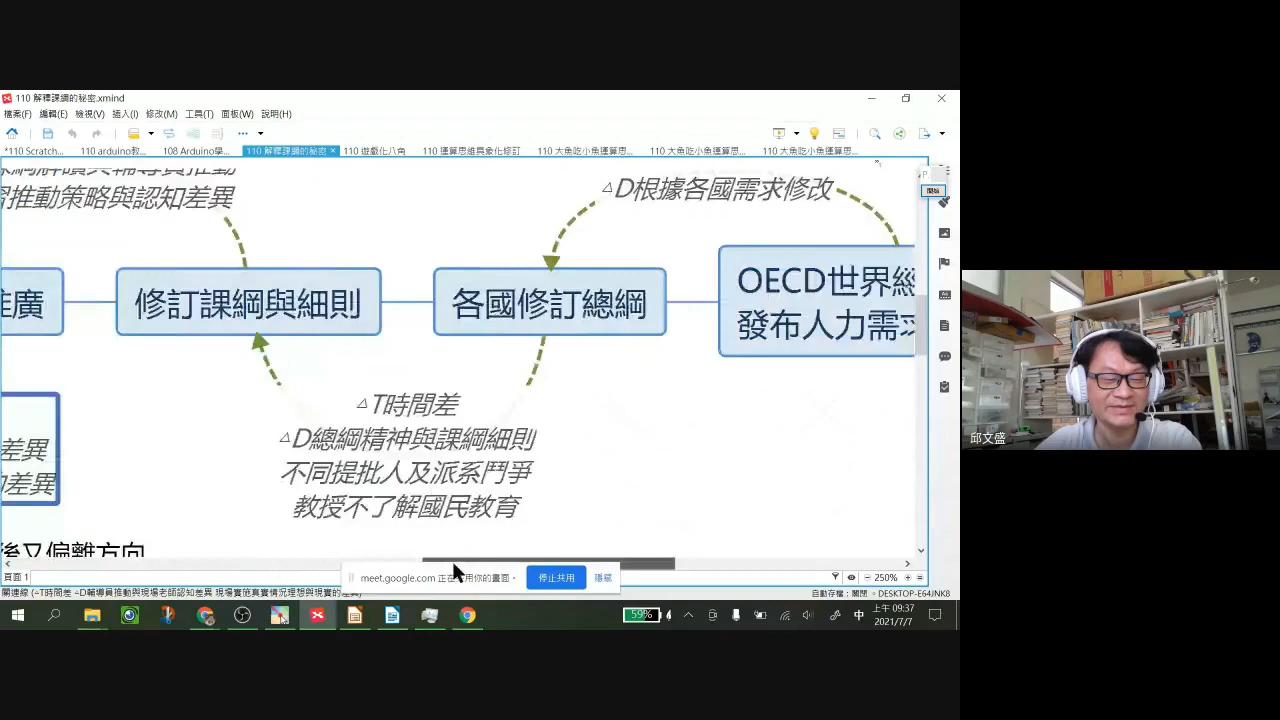 110 解釋課綱的秘密.xmind
檔案(F) 編輯(E) 檢視(V) 插入(I) 修改(M) 工具(T) 面板(W) 說明(H)
*110 Scratch... 110 arduino教... 108 Arduino學... 110 解釋課綱的秘密 110 遊戲化八角 110 運算思維具象化修訂 110 大魚吃小魚運算思... 110 大魚吃小魚運算思... 110 大魚吃小魚運算思...
習推動策略與認知差異
△D根據各國需求修改
開始
推廣
修訂課綱與細則
各國修訂總綱
OECD世界經
發布人力需求
△T時間差
△D總綱精神與課綱細則
不同提批人及派系鬥爭
教授不了解國民教育
差異
差異
後又偏離方向
meet.google.com 正在 用你的畫面。 停止共用 隱藏
頁面 1
250%
自動存檔：關閉 DESKTOP-E64JNK8
59%
中
上午 09:37
2021/7/7
邱文盛